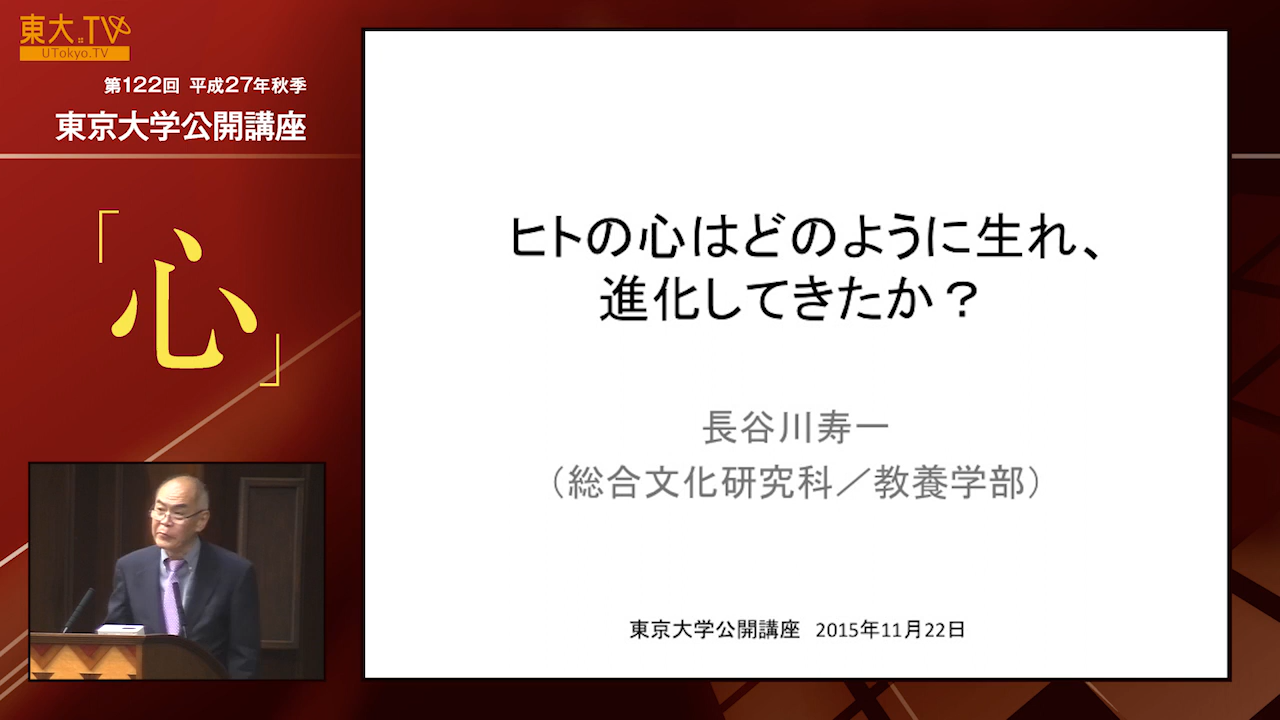 東大.TV
UTokyo.TV
第122回 平成27年秋季
東京大学公開講座
「心」
ヒトの心はどのように生れ、
進化してきたか？
長谷川寿一
（総合文化研究科／教養学部）
東京大学公開講座 2015年11月22日